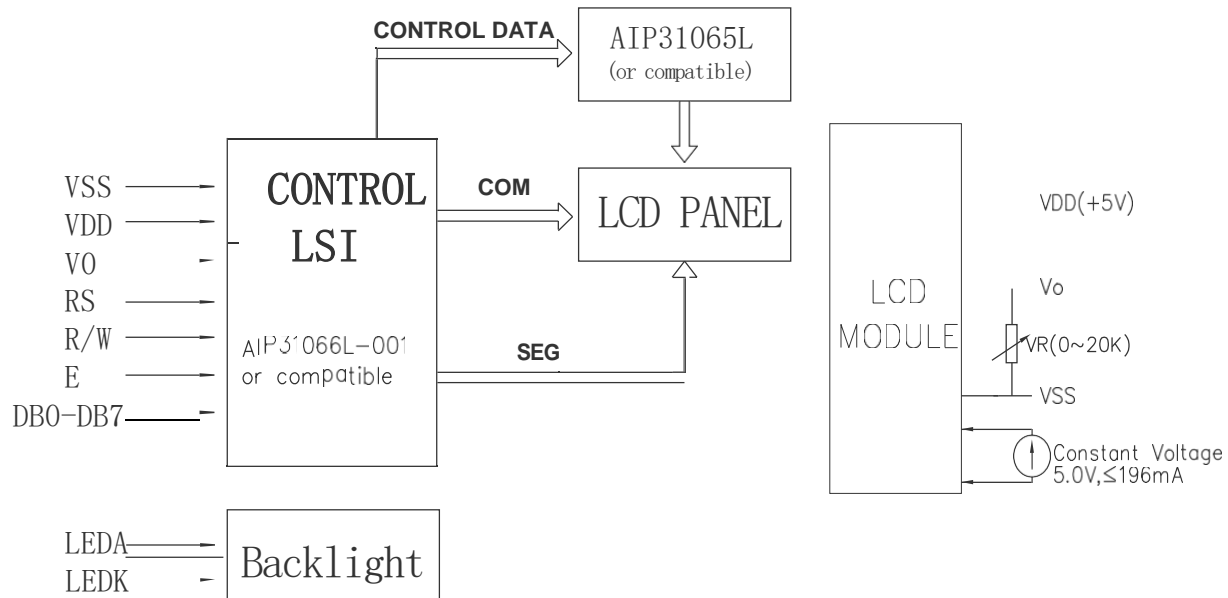 CONTROL DATA
AIP31065L
(or compatible)
VSS
VDD
VO
RS
R/W
E
DB0-DB7
CONTROL
LSI
AIP31066L-001
or compatible
COM
SEG
LCD PANEL
LEDA
LEDK
Backlight
LCD
MODULE
VDD(+5V)
Vo
VR(0~20K)
VSS
Constant Voltage
5.0V,≤196mA